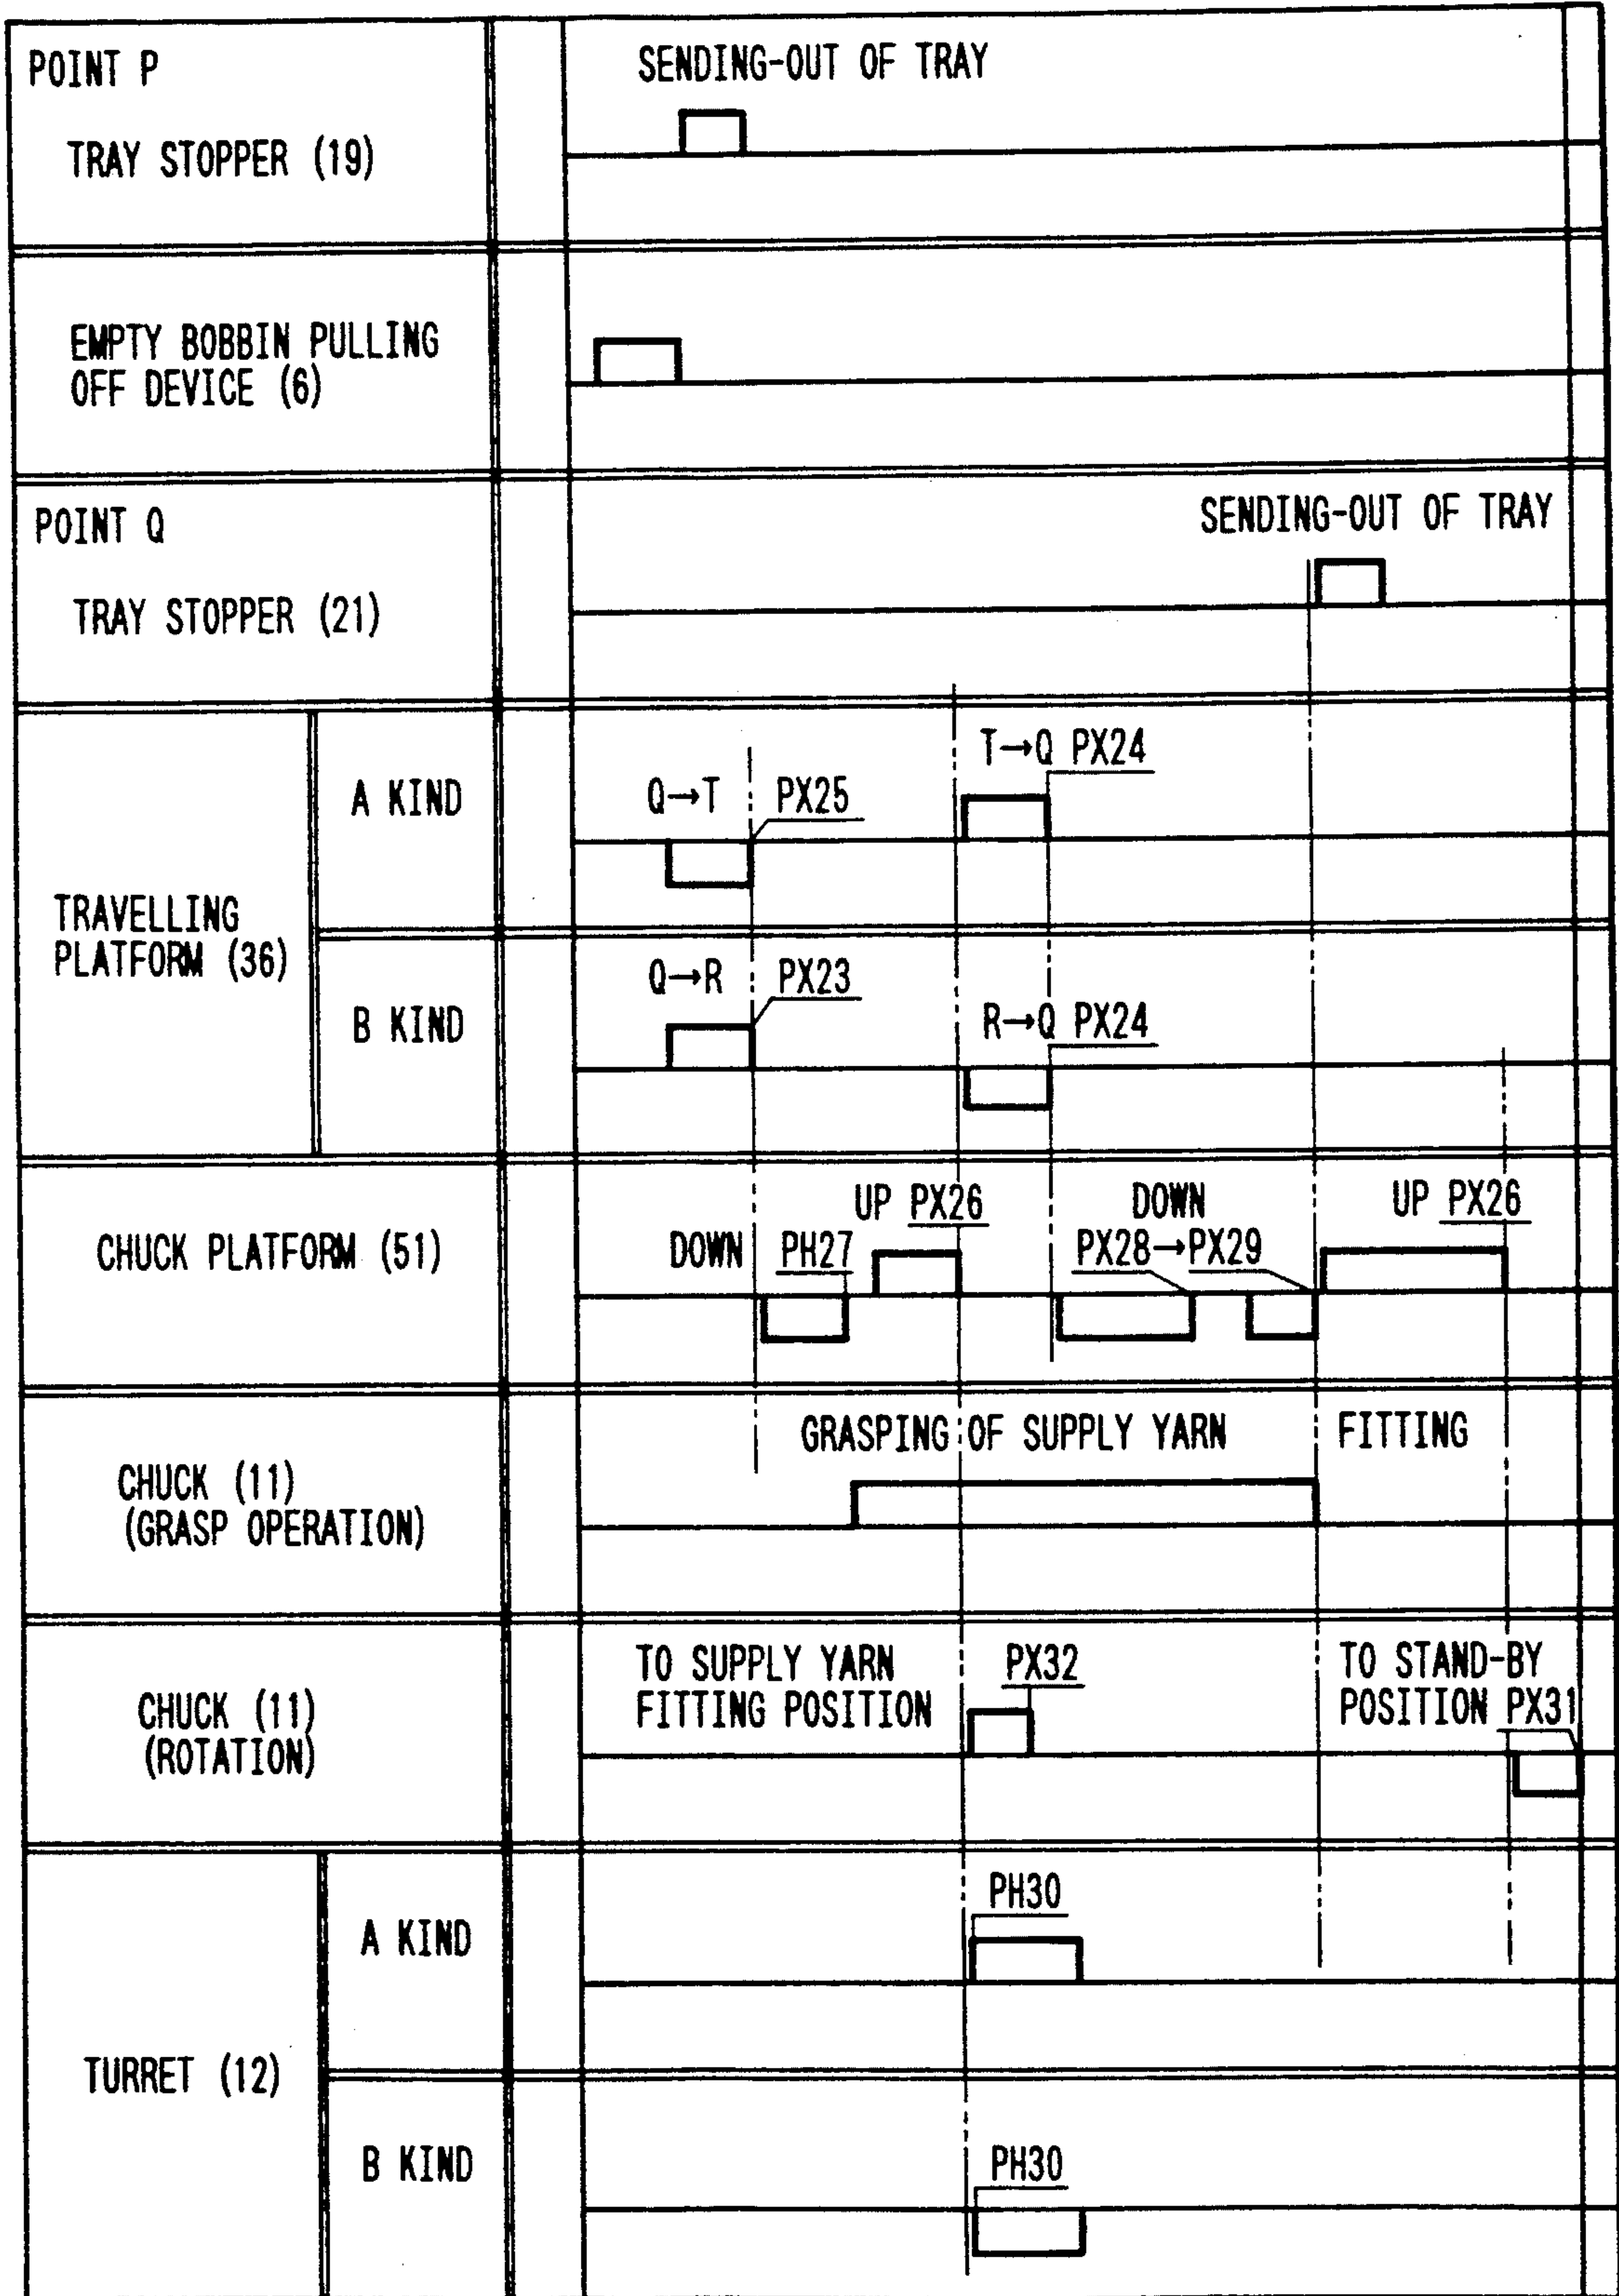 POINT P
SENDING-OUT OF TRAY
TRAY STOPPER (19)
EMPTY BOBBIN PULLING
OFF DEVICE (6)
POINT Q
SENDING-OUT OF TRAY
TRAY STOPPER (21)
TRAVELLING
PLATFORM (36)
A KIND
Q→T PX25
T→Q PX24
B KIND
Q→R PX23
R→Q PX24
CHUCK PLATFORM (51)
DOWN PH27
UP PX26
DOWN
PX28→PX29
UP PX26
CHUCK (11)
(GRASP OPERATION)
GRASPING OF SUPPLY YARN
FITTING
CHUCK (11)
(ROTATION)
TO SUPPLY YARN
FITTING POSITION
PX32
TO STAND-BY
POSITION PX31
TURRET (12)
A KIND
PH30
B KIND
PH30